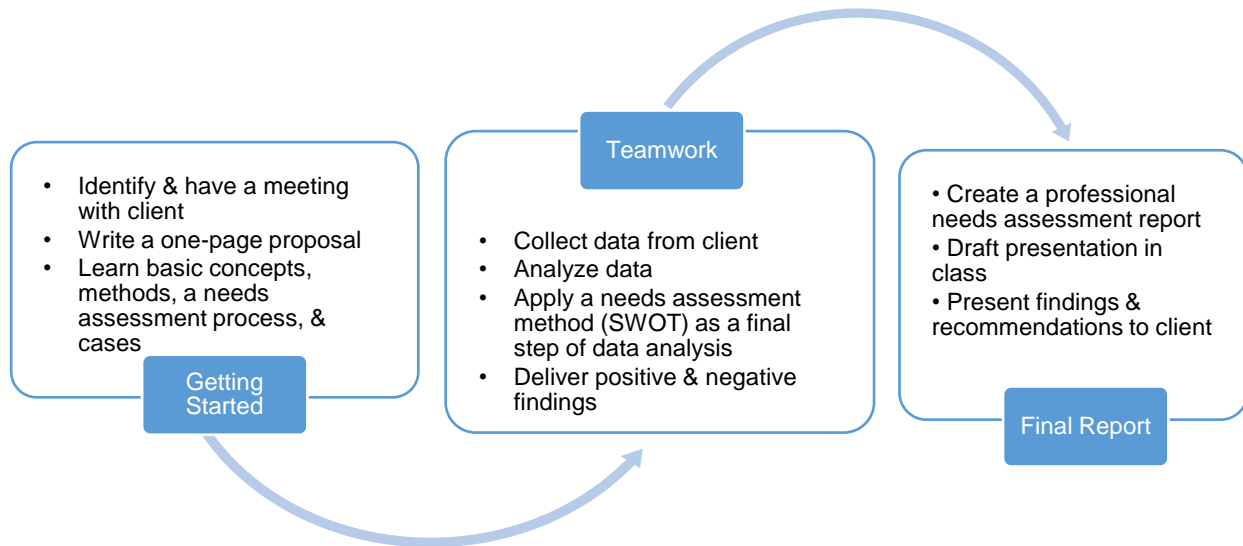 • Identify & have a meeting
with client
• Write a one-page proposal
• Learn basic concepts,
methods, a needs
assessment process, &
cases
Getting
Started
Teamwork
• Collect data from client
• Analyze data
• Apply a needs assessment
method (SWOT) as a final
step of data analysis
• Deliver positive & negative
findings
• Create a professional
needs assessment report
• Draft presentation in
class
• Present findings &
recommendations to client
Final Report